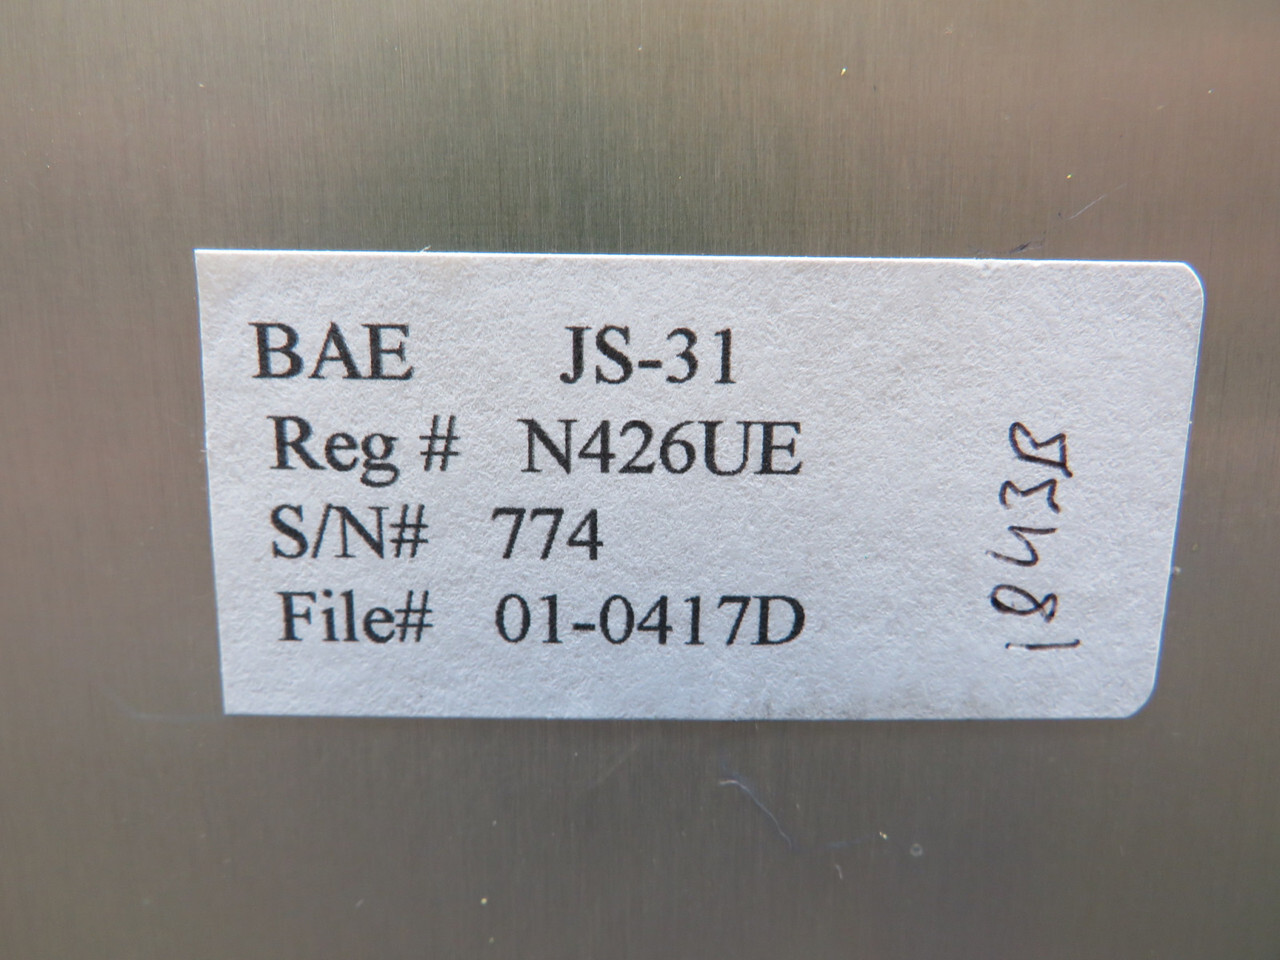 BAE JS-31
Reg # N426UE
S/N# 774
File# 01-0417D
1843B